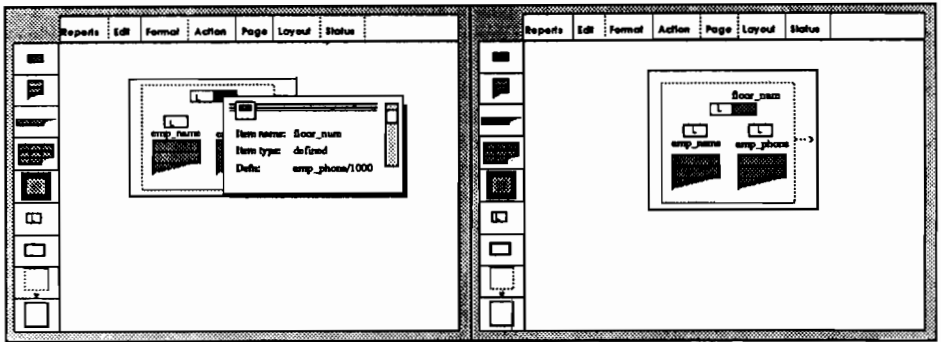 Reports Edit Format Action Page Layout Status
L
L
emp_name
Item name: floor_num
Item type: defined
Defn: emp_phone/1000
L
Reports Edit Format Action Page Layout Status
floor_num
L
L L
emp_name emp_phone
L